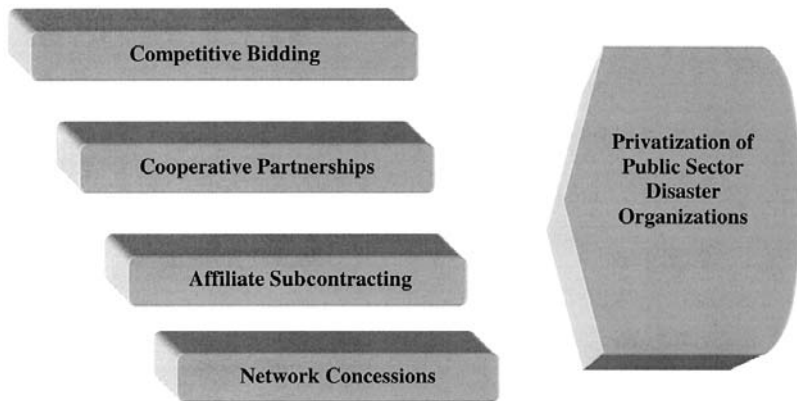 Competitive Bidding
Cooperative Partnerships
Affiliate Subcontracting
Network Concessions
Privatization of
Public Sector
Disaster
Organizations